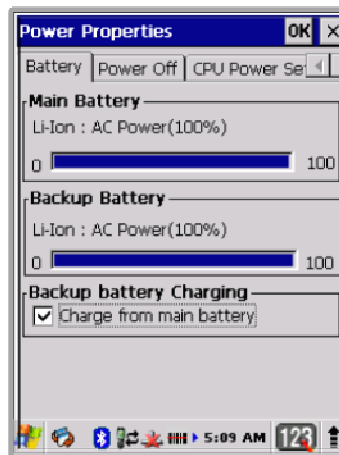 Power Properties OK ×
Battery Power Off CPU Power Se
Main Battery
Li-Ion : AC Power(100%)
0 100
Backup Battery
Li-Ion : AC Power(100%)
0 100
Backup battery Charging
Charge from main battery
5:09 AM 123